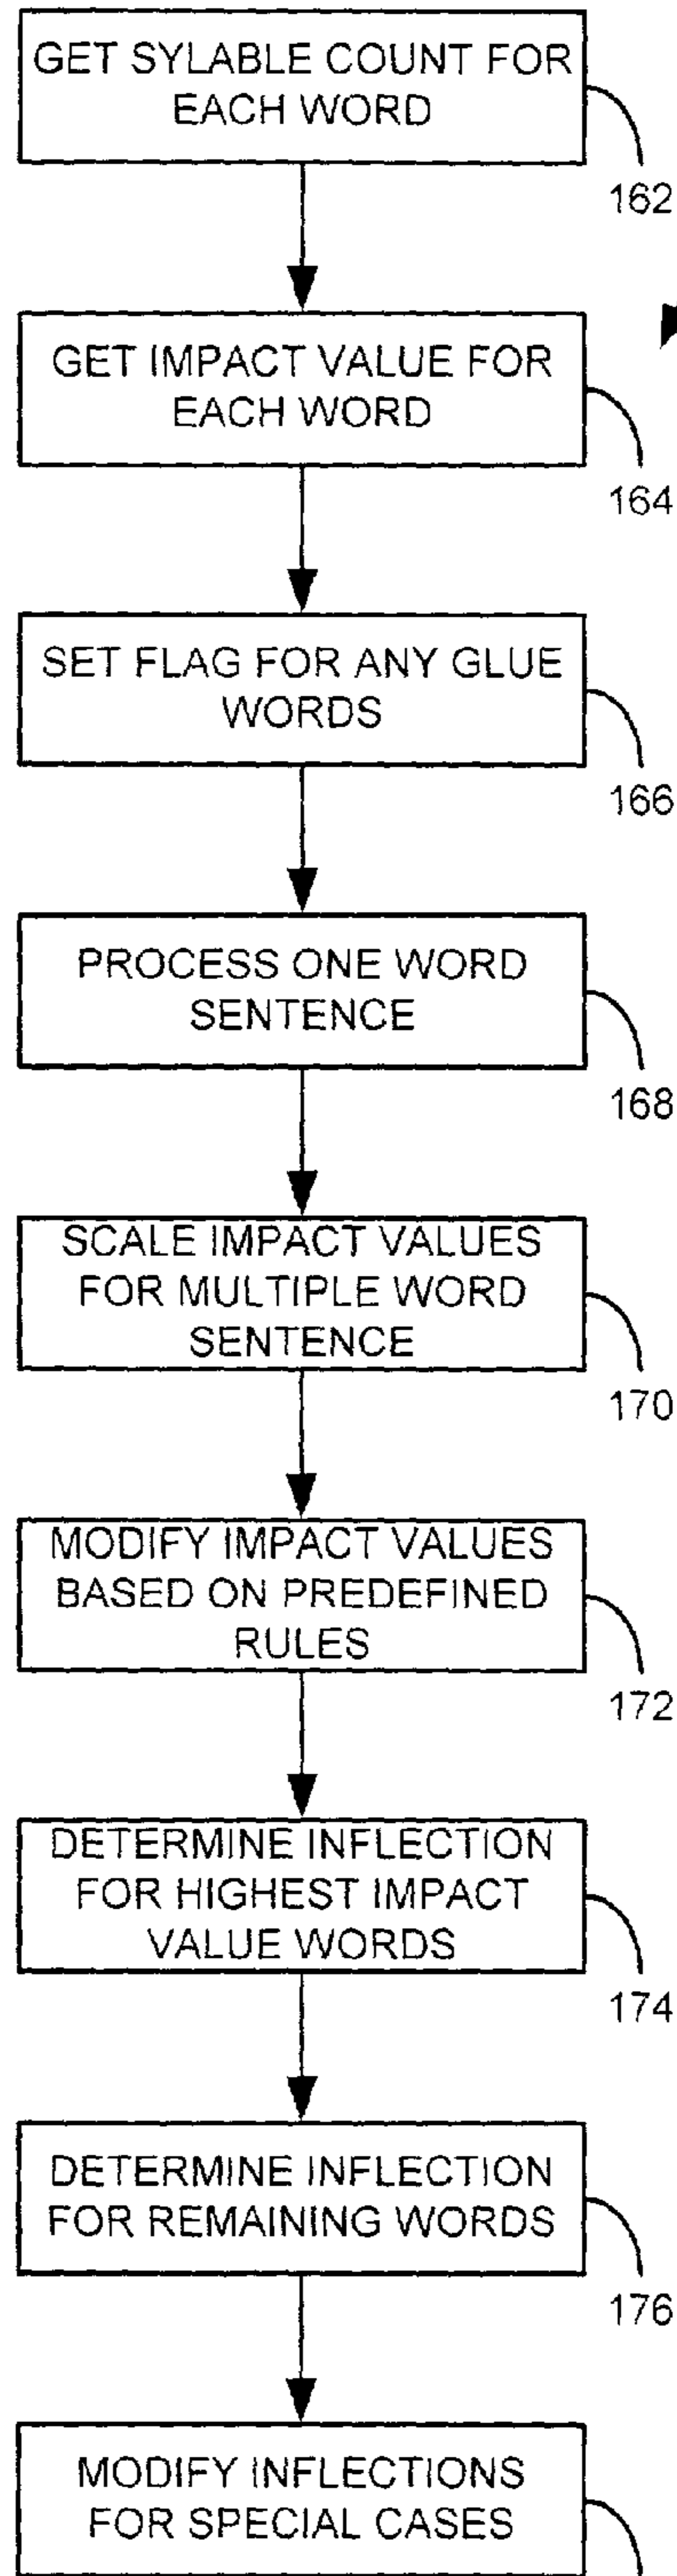 GET SYLABLE COUNT FOR
EACH WORD
162
GET IMPACT VALUE FOR
EACH WORD
164
SET FLAG FOR ANY GLUE
WORDS
166
PROCESS ONE WORD
SENTENCE
168
SCALE IMPACT VALUES
FOR MULTIPLE WORD
SENTENCE
170
MODIFY IMPACT VALUES
BASED ON PREDEFINED
RULES
172
DETERMINE INFLECTION
FOR HIGHEST IMPACT
VALUE WORDS
174
DETERMINE INFLECTION
FOR REMAINING WORDS
176
MODIFY INFLECTIONS
FOR SPECIAL CASES